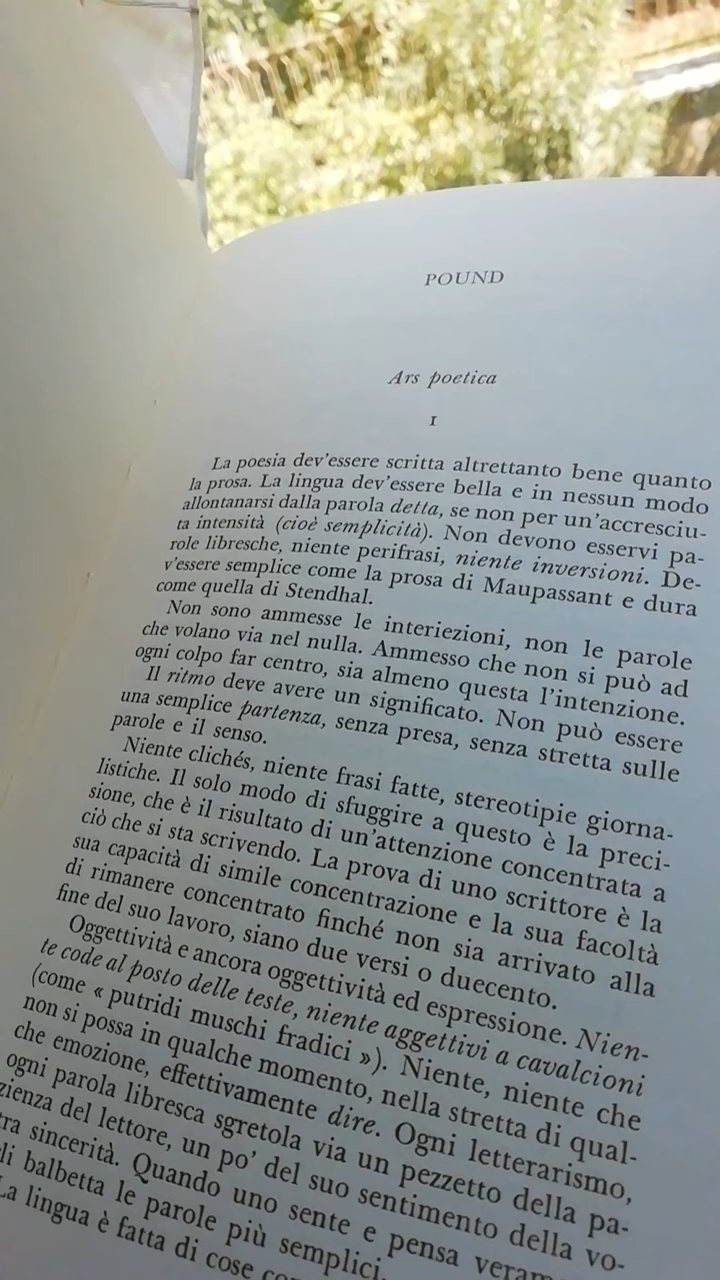 POUND
Ars poetica
I
La poesia dev'essere scritta altrettanto bene quanto
la prosa. La lingua dev'essere bella e in nessun modo
allontanarsi dalla parola detta, se non per un'accresciu-
ta intensità (cioè semplicità). Non devono esservi pa-
role libresche, niente perifrasi, niente inversioni. De-
v'essere semplice come la prosa di Maupassant e dura
come quella di Stendhal.
Non sono ammesse le interiezioni, non le parole
che volano via nel nulla. Ammesso che non si può ad
ogni colpo far centro, sia almeno questa l'intenzione.
Il ritmo deve avere un significato. Non può essere
una semplice partenza, senza presa, senza stretta sulle
parole e il senso.
Niente clichés, niente frasi fatte, stereotipie giorna-
listiche. Il solo modo di sfuggire a questo è la preci-
sione, che è il risultato di un'attenzione concentrata a
ciò che si sta scrivendo. La prova di uno scrittore è la
sua capacità di simile concentrazione e la sua facoltà
di rimanere concentrato finché non sia arrivato alla
fine del suo lavoro, siano due versi o duecento.
Oggettività e ancora oggettività ed espressione. Nien-
te code al posto delle teste, niente aggettivi a cavalcioni
(come « putridi muschi fradici »). Niente, niente che
non si possa in qualche momento, nella stretta di qual-
che emozione, effettivamente dire. Ogni letterarismo,
ogni parola libresca sgretola via un pezzetto della pa-
zienza del lettore, un po' del suo sentimento della vo-
tra sincerità. Quando uno sente e pensa veram
li balbetta le parole più semplici.
La lingua è fatta di cose con